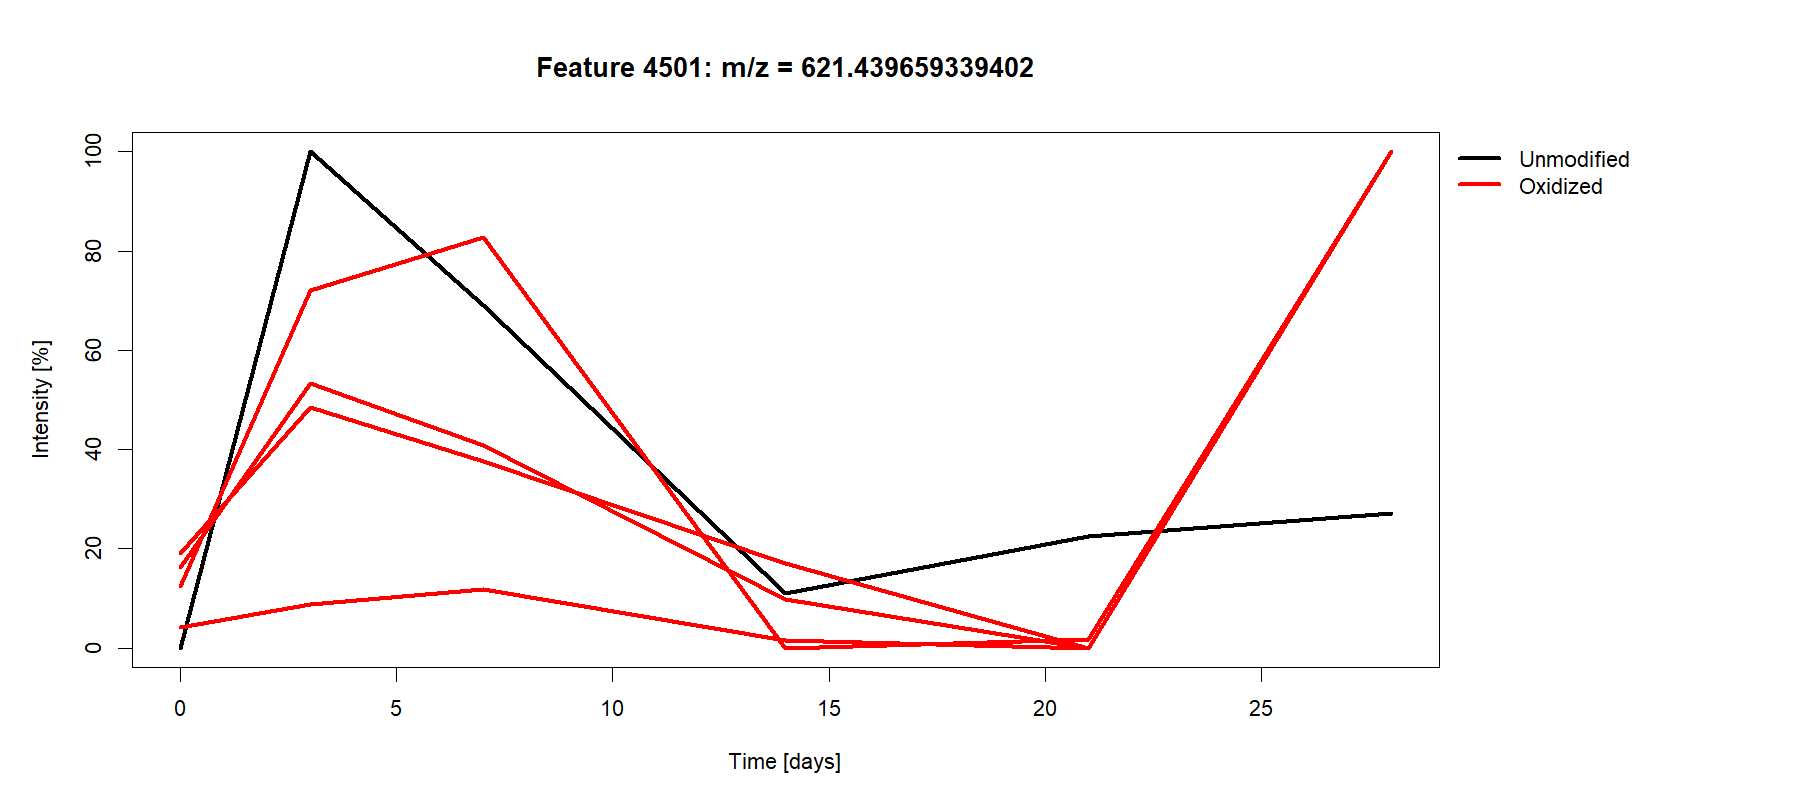 Feature 4501: m/z = 621.439659339402
Unmodified
Oxidized
Intensity [%]
100
80
60
40
20
0
0 5 10 15 20 25
Time [days]